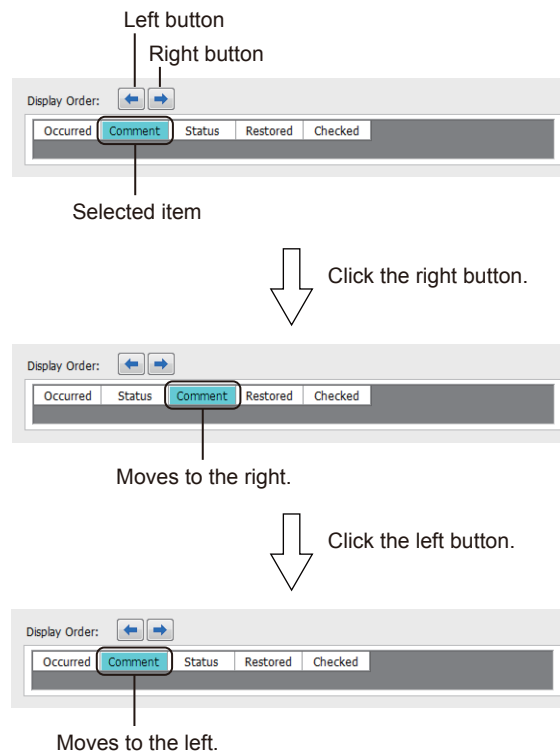 Left button
Right button
Display Order:
Occurred Comment Status Restored Checked
Selected item
Click the right button.
Display Order:
Occurred Status Comment Restored Checked
Moves to the right.
Click the left button.
Display Order:
Occurred Comment Status Restored Checked
Moves to the left.